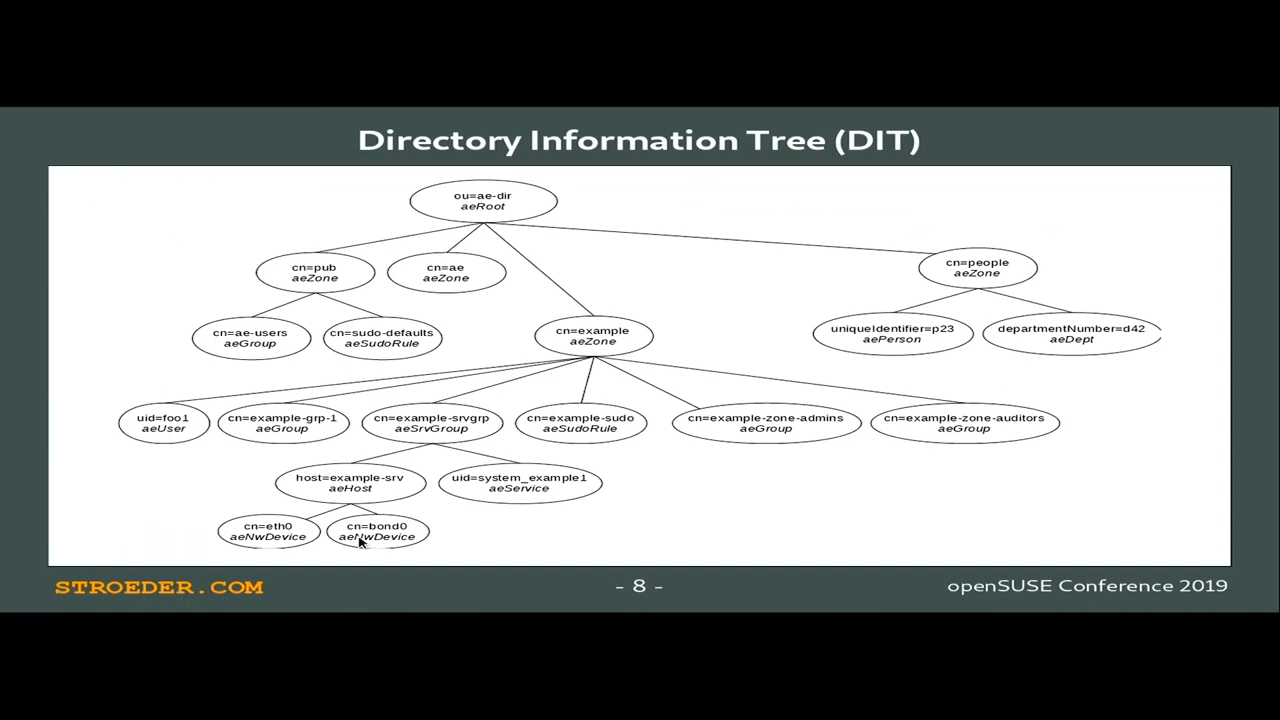 Directory Information Tree (DIT)
ou=ae-dir
aeRoot
cn=pub
aeZone
cn=ae
aeZone
cn=people
aeZone
cn=ae-users
aeGroup
cn=sudo-defaults
aeSudoRule
cn=example
aeZone
uniqueIdentifier=p23
aePerson
departmentNumber=d42
aeDept
uid=foo1
aeUser
cn=example-grp-1
aeGroup
cn=example-srvgrp
aeSrvGroup
cn=example-sudo
aeSudoRule
cn=example-zone-admins
aeGroup
cn=example-zone-auditors
aeGroup
host=example-srv
aeHost
uid=system_example1
aeService
cn=eth0
aeNwDevice
cn=bond0
aeNwDevice
STROEDER.COM
- 8 -
openSUSE Conference 2019